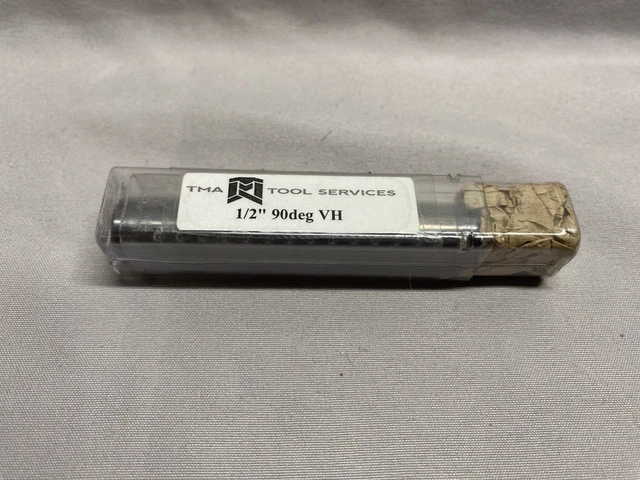 TMA TOOL SERVICES
1/2" 90deg VH